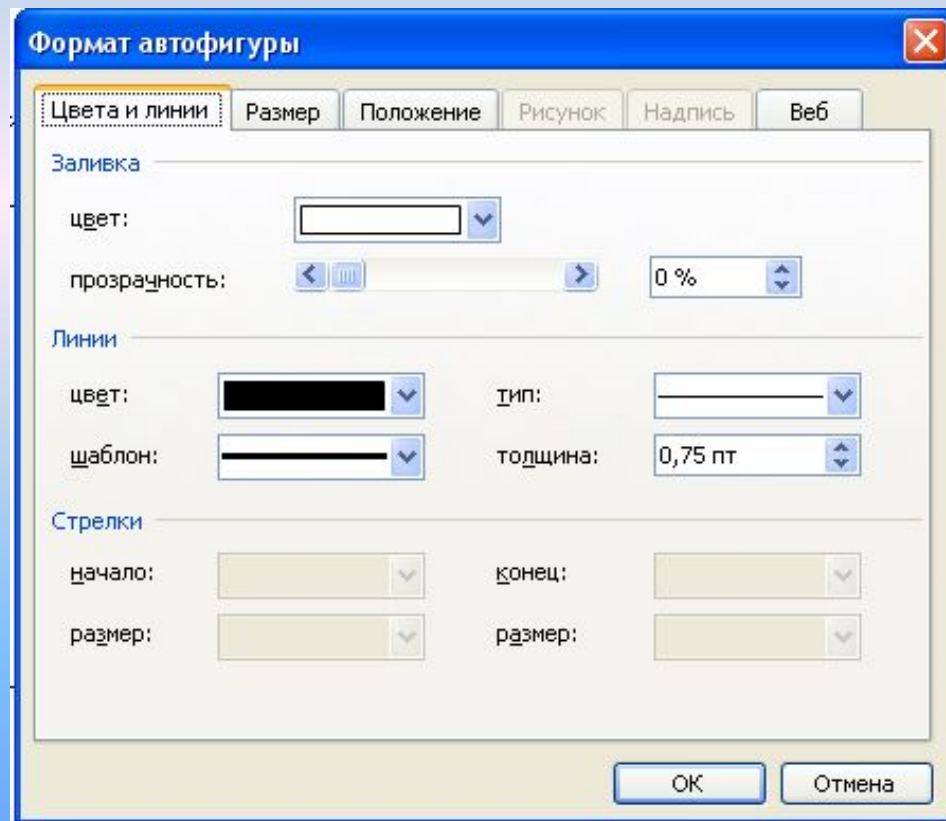 Формат автофигуры
Цвета и линии Размер Положение Рисунок Надпись Веб
Заливка
цвет:
прозрачность: 0 %
Линии
цвет: тип:
шаблон: толщина: 0,75 пт
Стрелки
начало: конец:
размер: размер:
ОК Отмена